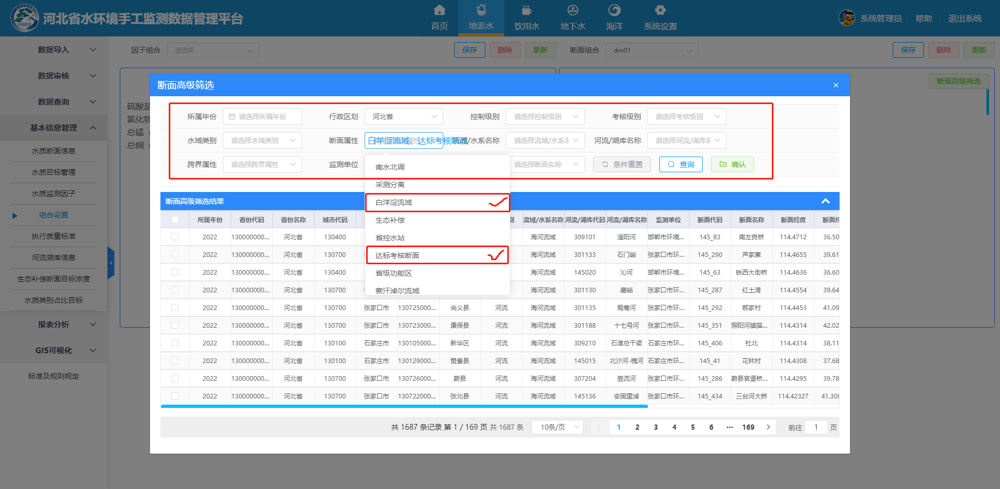 河北省水环境手工监测数据管理平台
首页 地表水 饮用水 地下水 海洋 系统设置
系统管理员 帮助 退出系统
数据导入
数据审核
数据查询
基本信息管理
水质断面信息
水质目标管理
水质监测因子
组合设置
执行质量标准
河流湖库信息
生态补偿断面目标浓度
水质类别占比目标
报表分析
GIS可视化
标准及规则规定
因子组合 请选择 保存 删除 更新 断面组合 dm01 保存 删除 更新
断面高级筛选
硫酸盐
氯化物
总锰
总铜
断面高级筛选 ×
所属年份 请选择所属年份 行政区划 河北省 控制级别 请选择控制级别 考核级别 请选择考核级别
水域类别 请选择水域类别 断面属性 白洋淀流域、达标考核断面 /水系名称 请选择流域/水系名 河流/湖库名称 请选择河流/湖库名
跨界属性 请选择跨界属性 监测单位 请选择断面名称 条件重置 查询 确认
南水北调
采测分离
白洋淀流域
生态补偿
省控水站
达标考核断面
省级功能区
察汗淖尔流域
断面高级筛选结果
所属年份 省份代码 省份名称 城市代码 流域/水系名称 河流/湖库代码 河流/湖库名称 监测单位 断面代码 断面名称 断面经度 断面纬
2022 130000000... 河北省 130400 海河流域 309101 滏阳河 邯郸市环境... 145_83 南左良桥 114.4712 36.50
2022 130000000... 河北省 130700 海河流域 301133 石门峪 张家口市环... 145_290 芦家寨 114.4655 39.61
2022 130000000... 河北省 130400 海河流域 145020 沁河 邯郸市环境... 145_63 铁西大街桥 114.4636 36.60
2022 130000000... 河北省 130700 海河流域 301130 磨峪 张家口市环... 145_287 红土湾 114.4554 39.64
2022 130000000... 河北省 130700 张家口市 130725000... 尚义县 河流 海河流域 301135 鸳鸯河 张家口市环... 145_292 郝家村 114.4453 41.09
2022 130000000... 河北省 130700 张家口市 130723000... 康保县 河流 海河流域 301188 十七号河 张家口市环... 145_351 照阳河镇猫... 114.4314 42.02
2022 130000000... 河北省 130100 石家庄市 130105000... 新华区 河流 海河流域 309210 石津总干渠 石家庄市环... 145_406 杜北 114.4314 38.11
2022 130000000... 河北省 130100 石家庄市 130129000... 赞皇县 河流 海河流域 145015 北沙河-槐河 石家庄市环... 145_41 花林村 114.4308 37.68
2022 130000000... 河北省 130700 张家口市 130726000... 蔚县 河流 海河流域 307204 壶流河 张家口市环... 145_286 蔚县官堡桥... 114.4295 39.78
2022 130000000... 河北省 130700 张家口市 130722000... 张北县 河流 海河流域 145136 安固里淖 张家口市环... 145_434 三台河大桥 114.42327 41.306
共 1687 条记录 第 1 / 169 页 共 1687 条 10条/页 1 2 3 4 5 6 ··· 169 前往 1 页